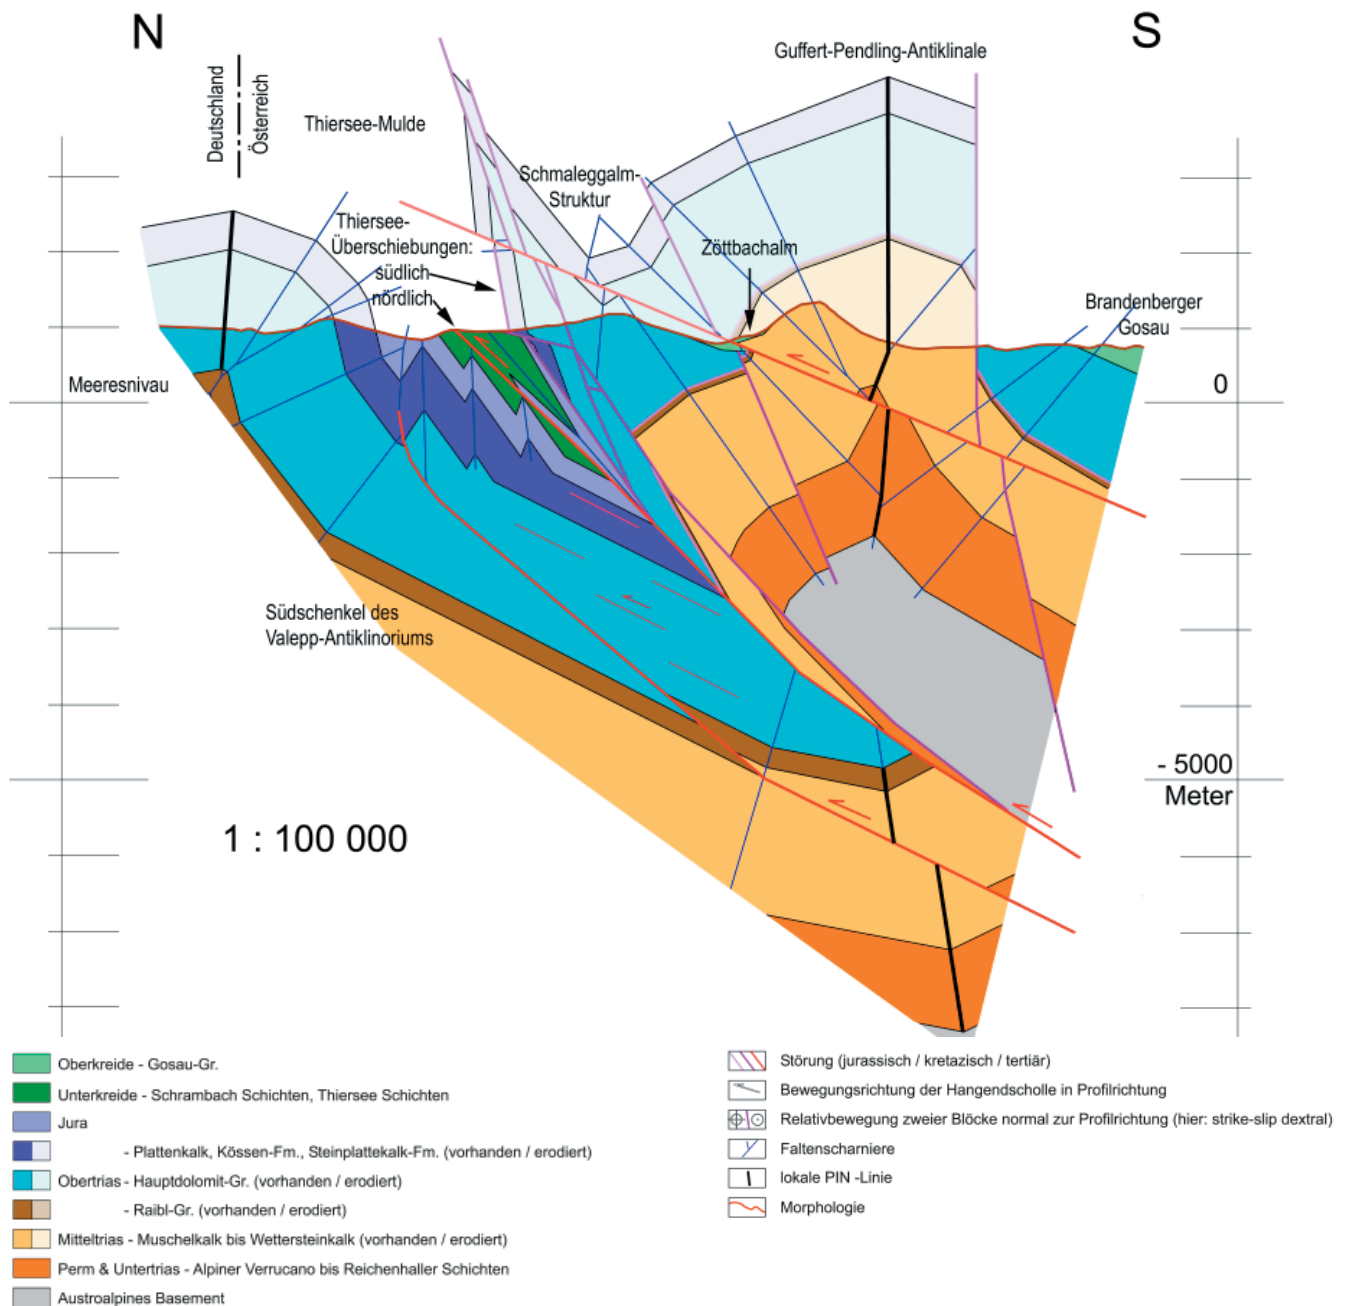 N
S
Guffert-Pendling-Antiklinale
Deutschland
Österreich
Thiersee-Mulde
Schmaleggalm-
Struktur
Thiersee-
Überschiebungen:
südlich
nördlich
Zöttbachalm
Brandenberger
Gosau
Meeresnivau
0
Südschenkel des
Valepp-Antiklinoriums
- 5000
Meter
1 : 100 000
Oberkreide - Gosau-Gr.
Unterkreide - Schrambach Schichten, Thiersee Schichten
Jura
- Plattenkalk, Kössen-Fm., Steinplattekalk-Fm. (vorhanden / erodiert)
Obertrias - Hauptdolomit-Gr. (vorhanden / erodiert)
- Raibl-Gr. (vorhanden / erodiert)
Mitteltrias - Muschelkalk bis Wettersteinkalk (vorhanden / erodiert)
Perm & Untertrias - Alpiner Verrucano bis Reichenhaller Schichten
Austroalpines Basement
Störung (jurassisch / kretazisch / tertiär)
Bewegungsrichtung der Hangendscholle in Profilrichtung
Relativbewegung zweier Blöcke normal zur Profilrichtung (hier: strike-slip dextral)
Faltenscharniere
lokale PIN -Linie
Morphologie